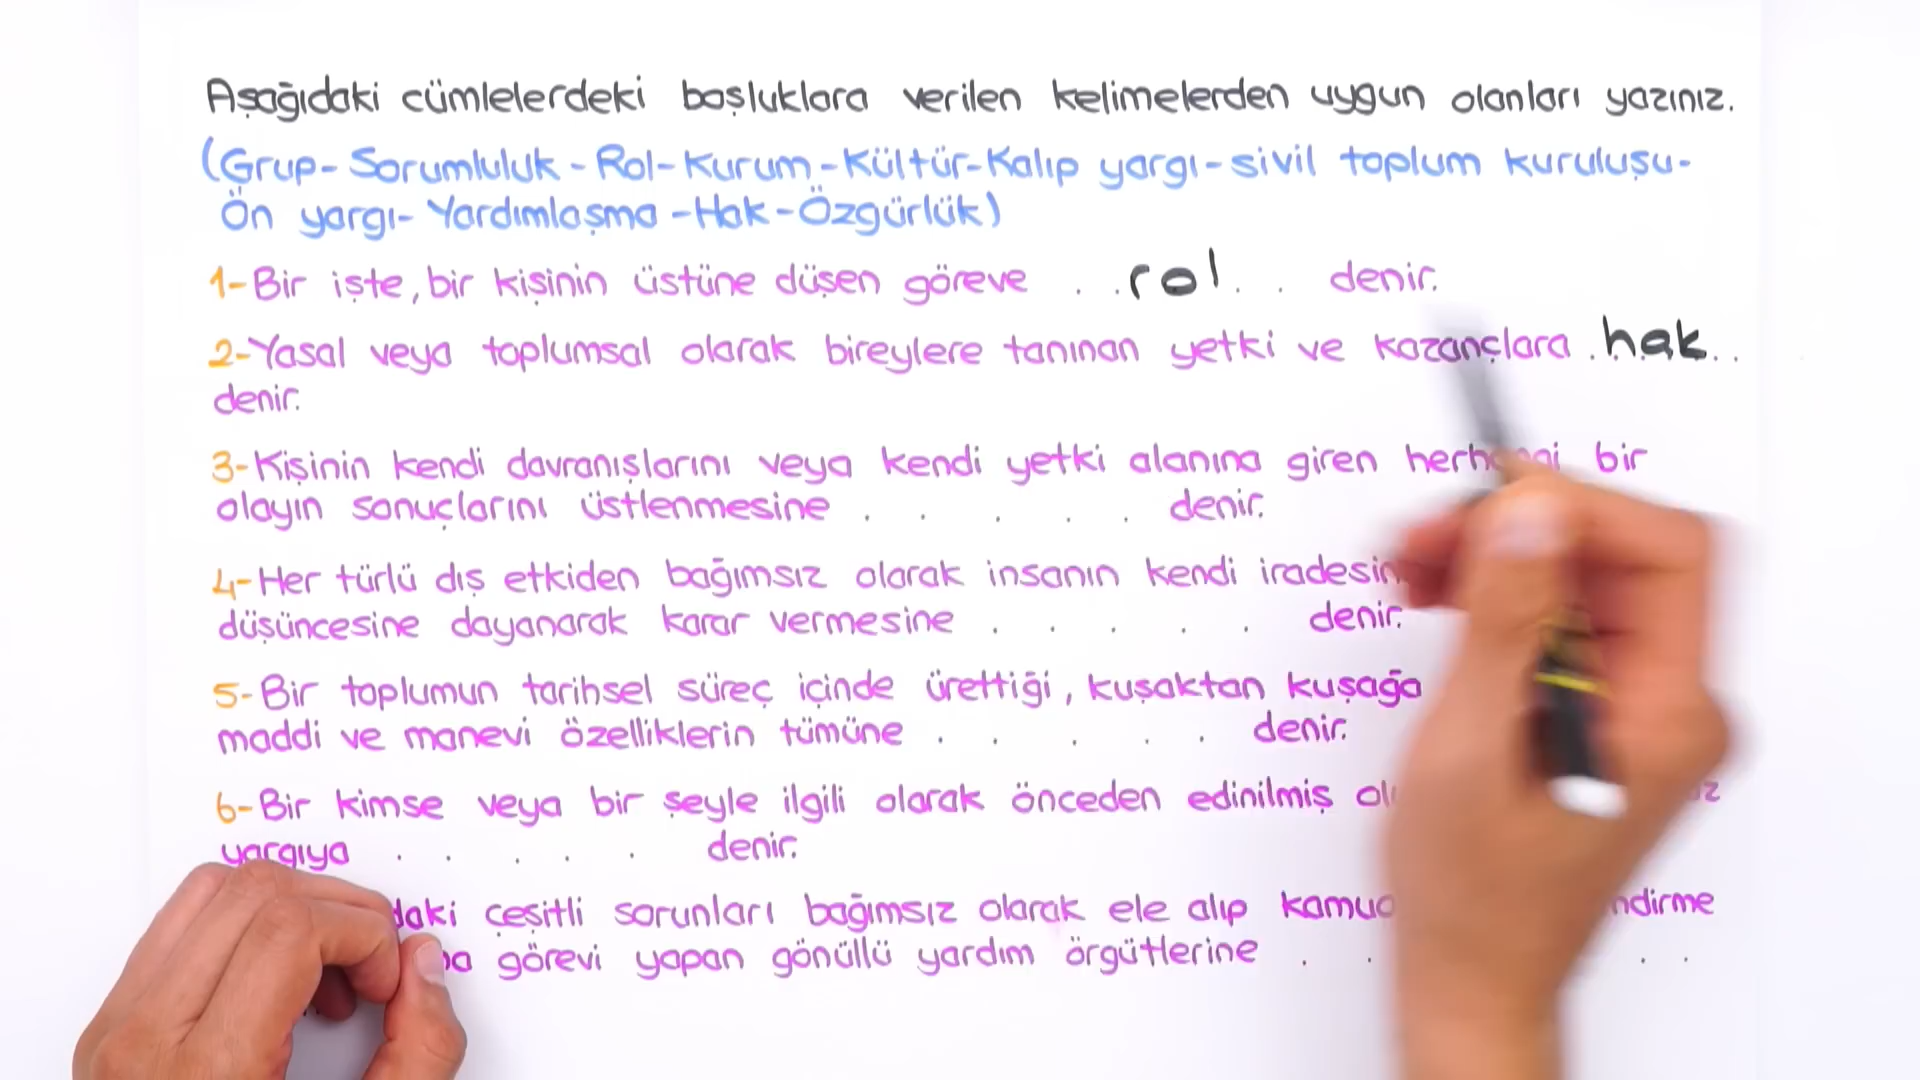 Aşağıdaki cümlelerdeki boşluklara verilen kelimelerden uygun olanları yazınız.
(Grup-Sorumluluk-Rol-Kurum-Kültür-Kalıp yargı-sivil toplum kuruluşu-
Ön yargı-Yardımlaşma-Hak-Özgürlük)
1-Bir işte, bir kişinin üstüne düşen göreve . . rol . . denir.
2-Yasal veya toplumsal olarak bireylere tanınan yetki ve kazançlara . hak . .
denir.
3-Kişinin kendi davranışlarını veya kendi yetki alanına giren bir
olayın sonuçlarını üstlenmesine . . . . . denir.
4-Her türlü dış etkiden bağımsız olarak insanın kendi
düşüncesine dayanarak karar vermesine . . . . . denir.
5-Bir toplumun tarihsel süreç içinde ürettiği, kuşaktan kuşağa
maddi ve manevi özelliklerin tümüne . . . . . denir.
6-Bir kimse veya bir şeyle ilgili olarak önceden edinilmiş
yargıya . . . . . denir.
çeşitli sorunları bağımsız olarak ele alıp
görevi yapan gönüllü yardım örgütlerine . . . .